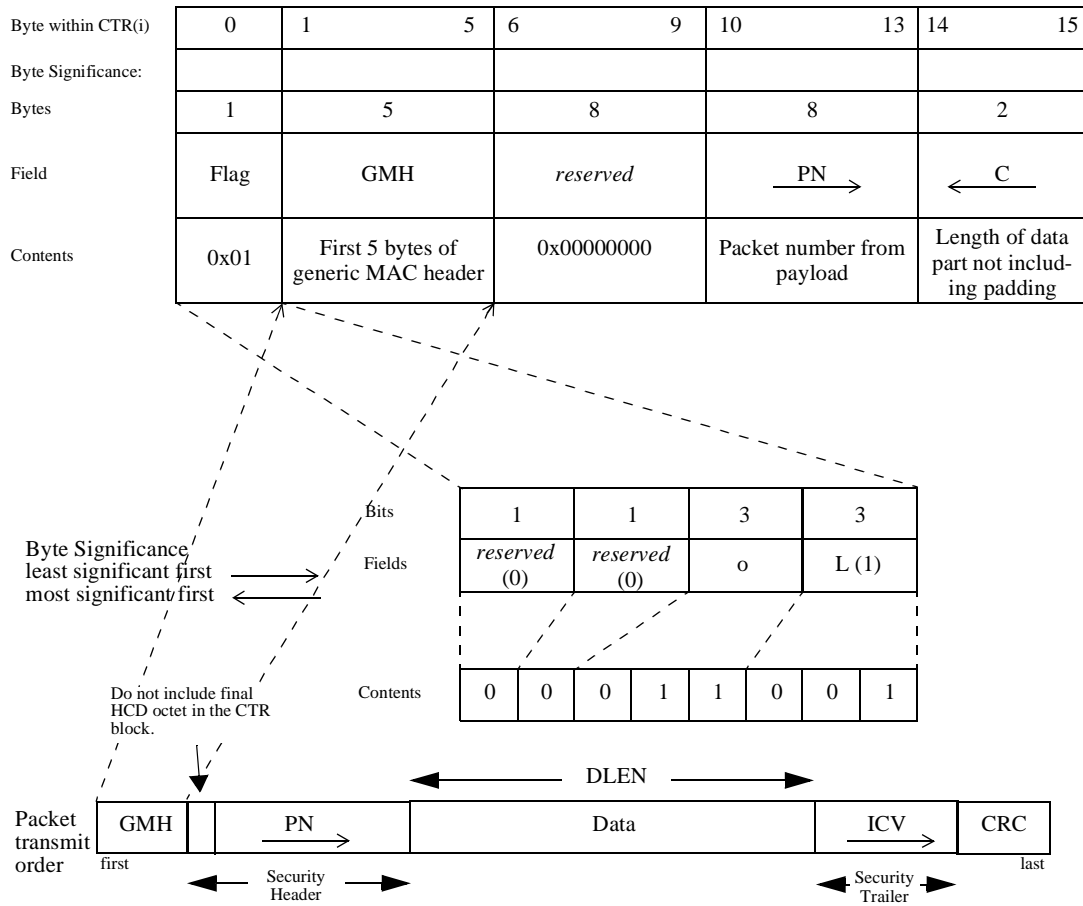 Byte within CTR(i) 0 1 5 6 9 10 13 14 15
Byte Significance:
Bytes 1 5 8 8 2
Field Flag GMH reserved PN C
Contents 0x01 First 5 bytes of generic MAC header 0x00000000 Packet number from payload Length of data part not includ-ing padding
Bits 1 1 3 3
Fields reserved (0) reserved (0) o L (1)
Byte Significance
least significant first
most significant first
Contents 0 0 0 1 1 0 0 1
Do not include final
HCD octet in the CTR
block.
DLEN
Packet transmit order
GMH PN Data ICV CRC
first last
Security Header
Security Trailer